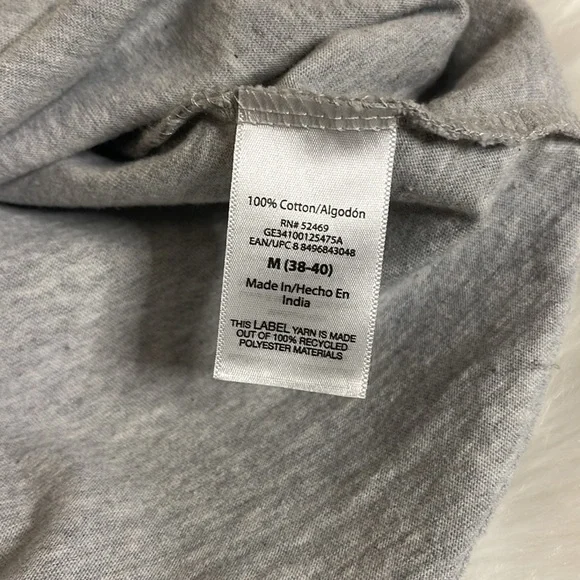 100% Cotton/Algodón
RN# 52469
GE34100125475A
EAN/UPC 8 8496843048
M (38-40)
Made In/Hecho En
India
THIS LABEL YARN IS MADE
OUT OF 100% RECYCLED
POLYESTER MATERIALS